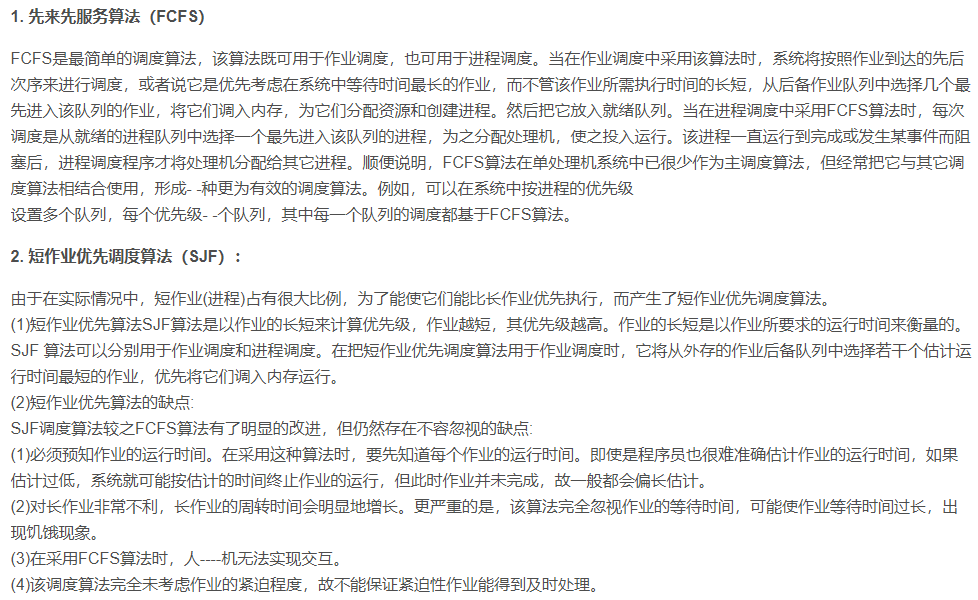 1. 先来先服务算法（FCFS）
FCFS是最简单的调度算法，该算法既可用于作业调度，也可用于进程调度。当在作业调度中采用该算法时，系统将按照作业到达的先后
次序来进行调度，或者说它是优先考虑在系统中等待时间最长的作业，而不管该作业所需执行时间的长短，从后备作业队列中选择几个最
先进入该队列的作业，将它们调入内存，为它们分配资源和创建进程。然后把它放入就绪队列。当在进程调度中采用FCFS算法时，每次
调度是从就绪的进程队列中选择一个最先进入该队列的进程，为之分配处理机，使之投入运行。该进程一直运行到完成或发生某事件而阻
塞后，进程调度程序才将处理机分配给其它进程。顺便说明，FCFS算法在单处理机系统中已很少作为主调度算法，但经常把它与其它调
度算法相结合使用，形成- -种更为有效的调度算法。例如，可以在系统中按进程的优先级
设置多个队列，每个优先级- -个队列，其中每一个队列的调度都基于FCFS算法。
2. 短作业优先调度算法（SJF）：
由于在实际情况中，短作业(进程)占有很大比例，为了能使它们能比长作业优先执行，而产生了短作业优先调度算法。
(1)短作业优先算法SJF算法是以作业的长短来计算优先级，作业越短，其优先级越高。作业的长短是以作业所要求的运行时间来衡量的。
SJF 算法可以分别用于作业调度和进程调度。在把短作业优先调度算法用于作业调度时，它将从外存的作业后备队列中选择若干个估计运
行时间最短的作业，优先将它们调入内存运行。
(2)短作业优先算法的缺点:
SJF调度算法较之FCFS算法有了明显的改进，但仍然存在不容忽视的缺点:
(1)必须预知作业的运行时间。在采用这种算法时，要先知道每个作业的运行时间。即使是程序员也很难准确估计作业的运行时间，如果
估计过低，系统就可能按估计的时间终止作业的运行，但此时作业并未完成，故一般都会偏长估计。
(2)对长作业非常不利，长作业的周转时间会明显地增长。更严重的是，该算法完全忽视作业的等待时间，可能使作业等待时间过长，出
现饥饿现象。
(3)在采用FCFS算法时，人----机无法实现交互。
(4)该调度算法完全未考虑作业的紧迫程度，故不能保证紧迫性作业能得到及时处理。